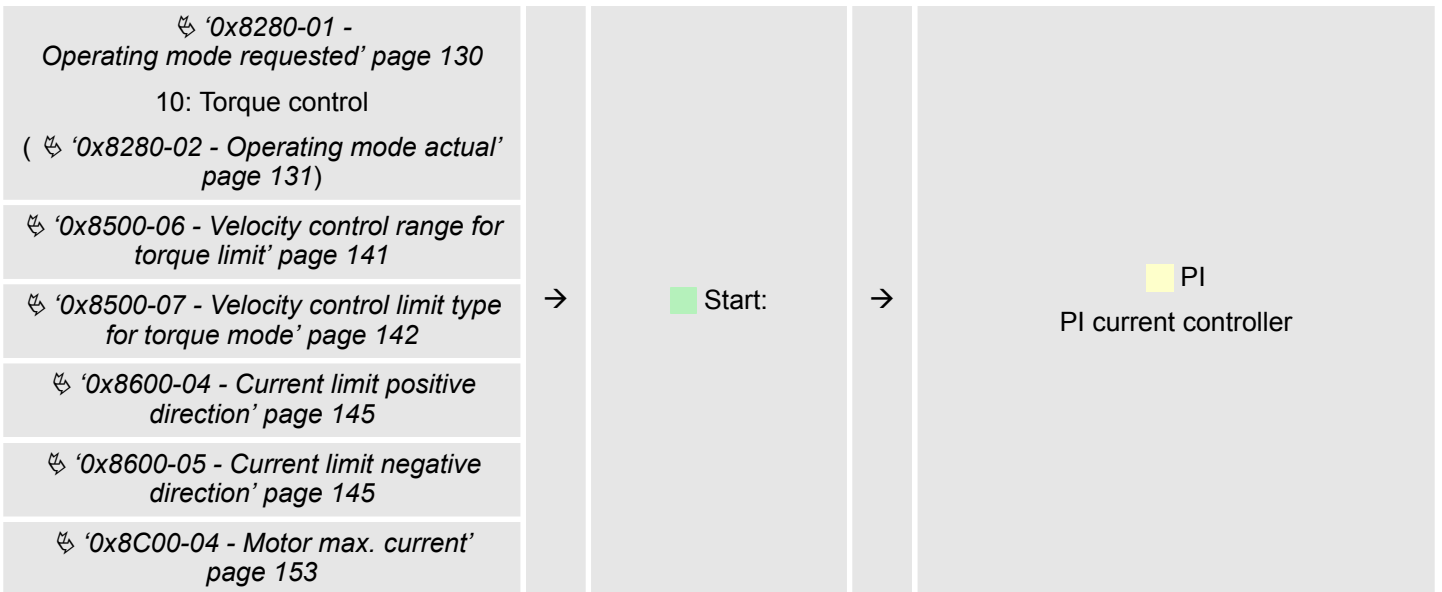 ↳ ‘0x8280-01 -
Operating mode requested’ page 130
10: Torque control
( ↳ ‘0x8280-02 - Operating mode actual’
page 131)
↳ ‘0x8500-06 - Velocity control range for
torque limit’ page 141
↳ ‘0x8500-07 - Velocity control limit type
for torque mode’ page 142
↳ ‘0x8600-04 - Current limit positive
direction’ page 145
↳ ‘0x8600-05 - Current limit negative
direction’ page 145
↳ ‘0x8C00-04 - Motor max. current’
page 153
→
Start:
→
PI
PI current controller